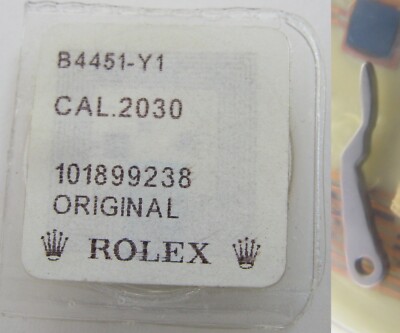 B4451-Y1
CAL.2030
101899238
ORIGINAL
ROLEX